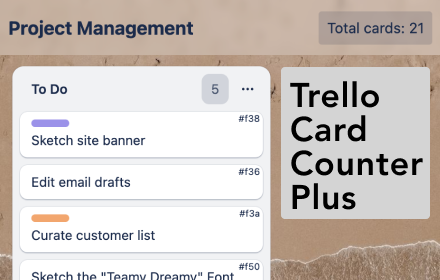 Project Management
Total cards: 21
To Do
5
#f38
Sketch site banner
#f36
Edit email drafts
#f3a
Curate customer list
#f50
Sketch the "Teamy Dreamy" Font
Trello
Card
Counter
Plus